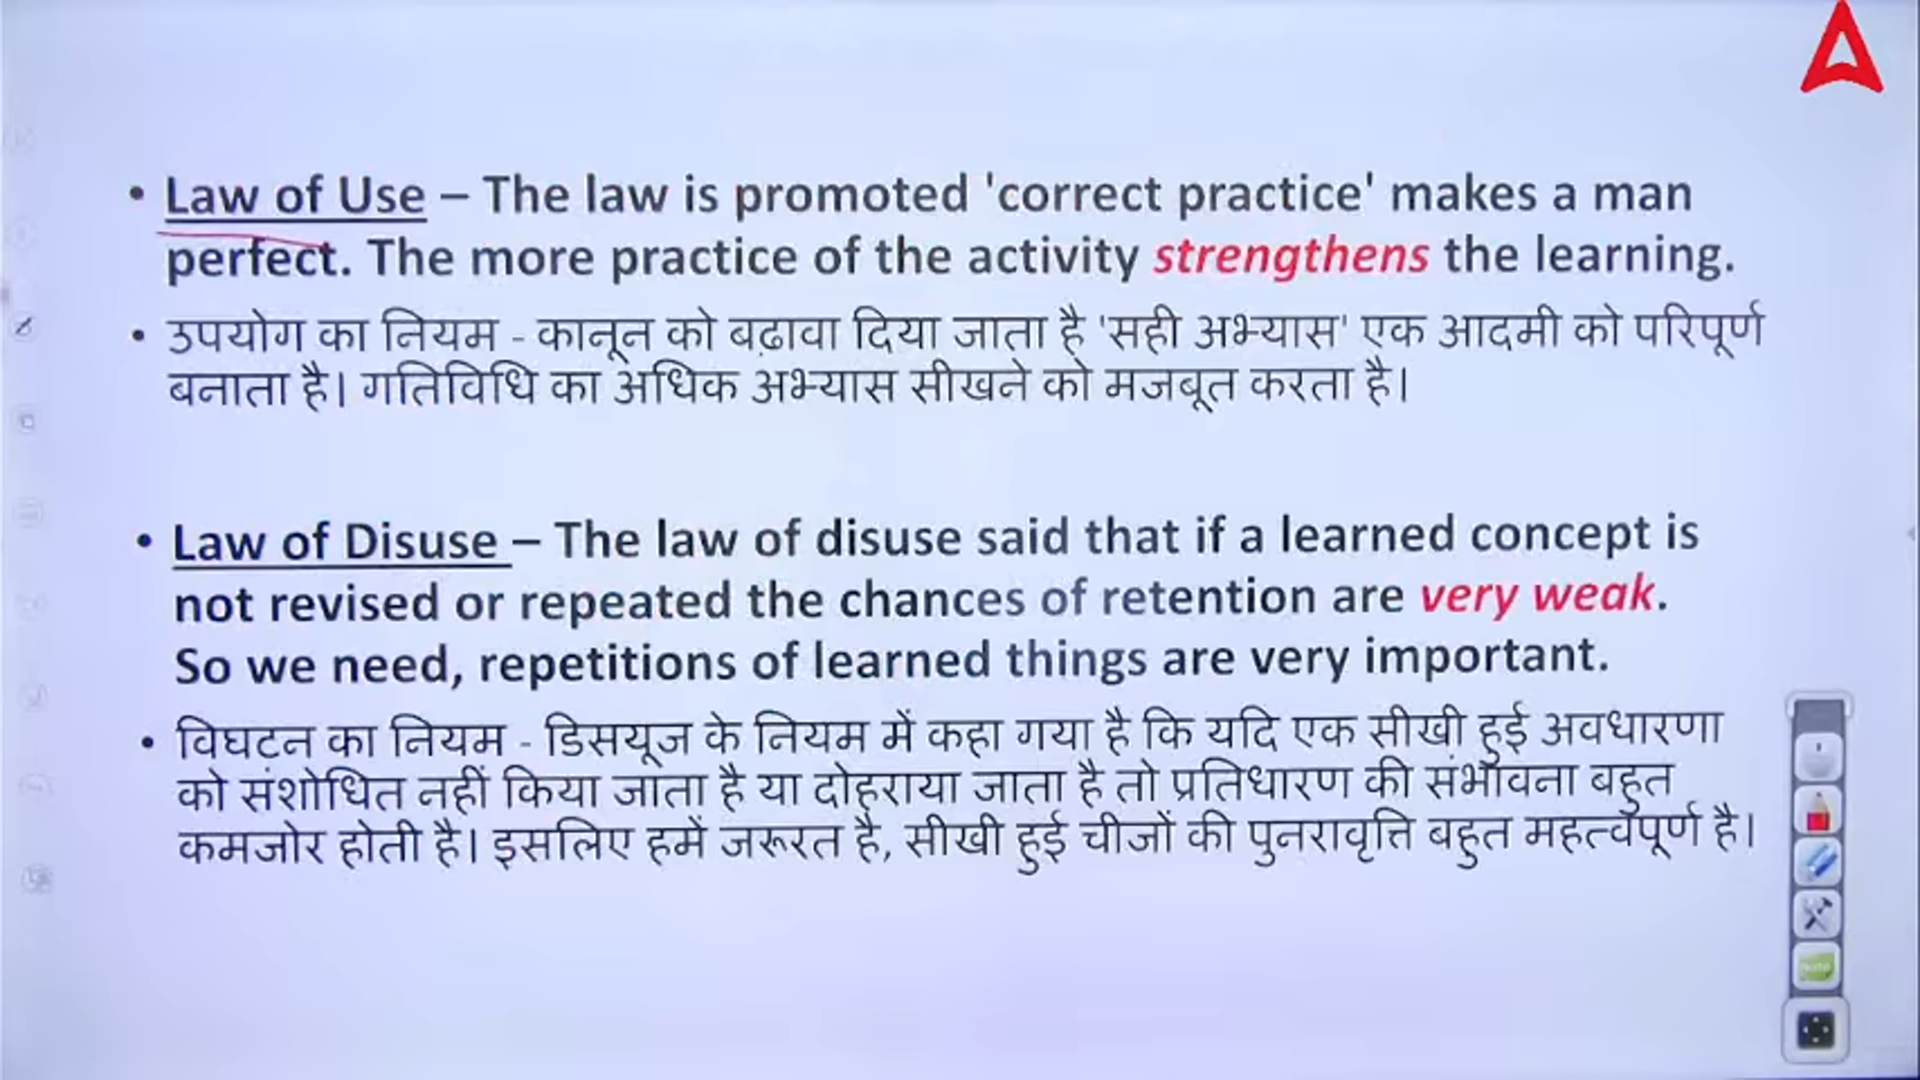 • Law of Use – The law is promoted 'correct practice' makes a man
perfect. The more practice of the activity strengthens the learning.
• उपयोग का नियम - कानून को बढ़ावा दिया जाता है 'सही अभ्यास' एक आदमी को परिपूर्ण
बनाता है। गतिविधि का अधिक अभ्यास सीखने को मजबूत करता है।
• Law of Disuse – The law of disuse said that if a learned concept is
not revised or repeated the chances of retention are very weak.
So we need, repetitions of learned things are very important.
• विघटन का नियम - डिसयूज के नियम में कहा गया है कि यदि एक सीखी हुई अवधारणा
को संशोधित नहीं किया जाता है या दोहराया जाता है तो प्रतिधारण की संभावना बहुत
कमजोर होती है। इसलिए हमें जरूरत है, सीखी हुई चीजों की पुनरावृत्ति बहुत महत्वपूर्ण है।